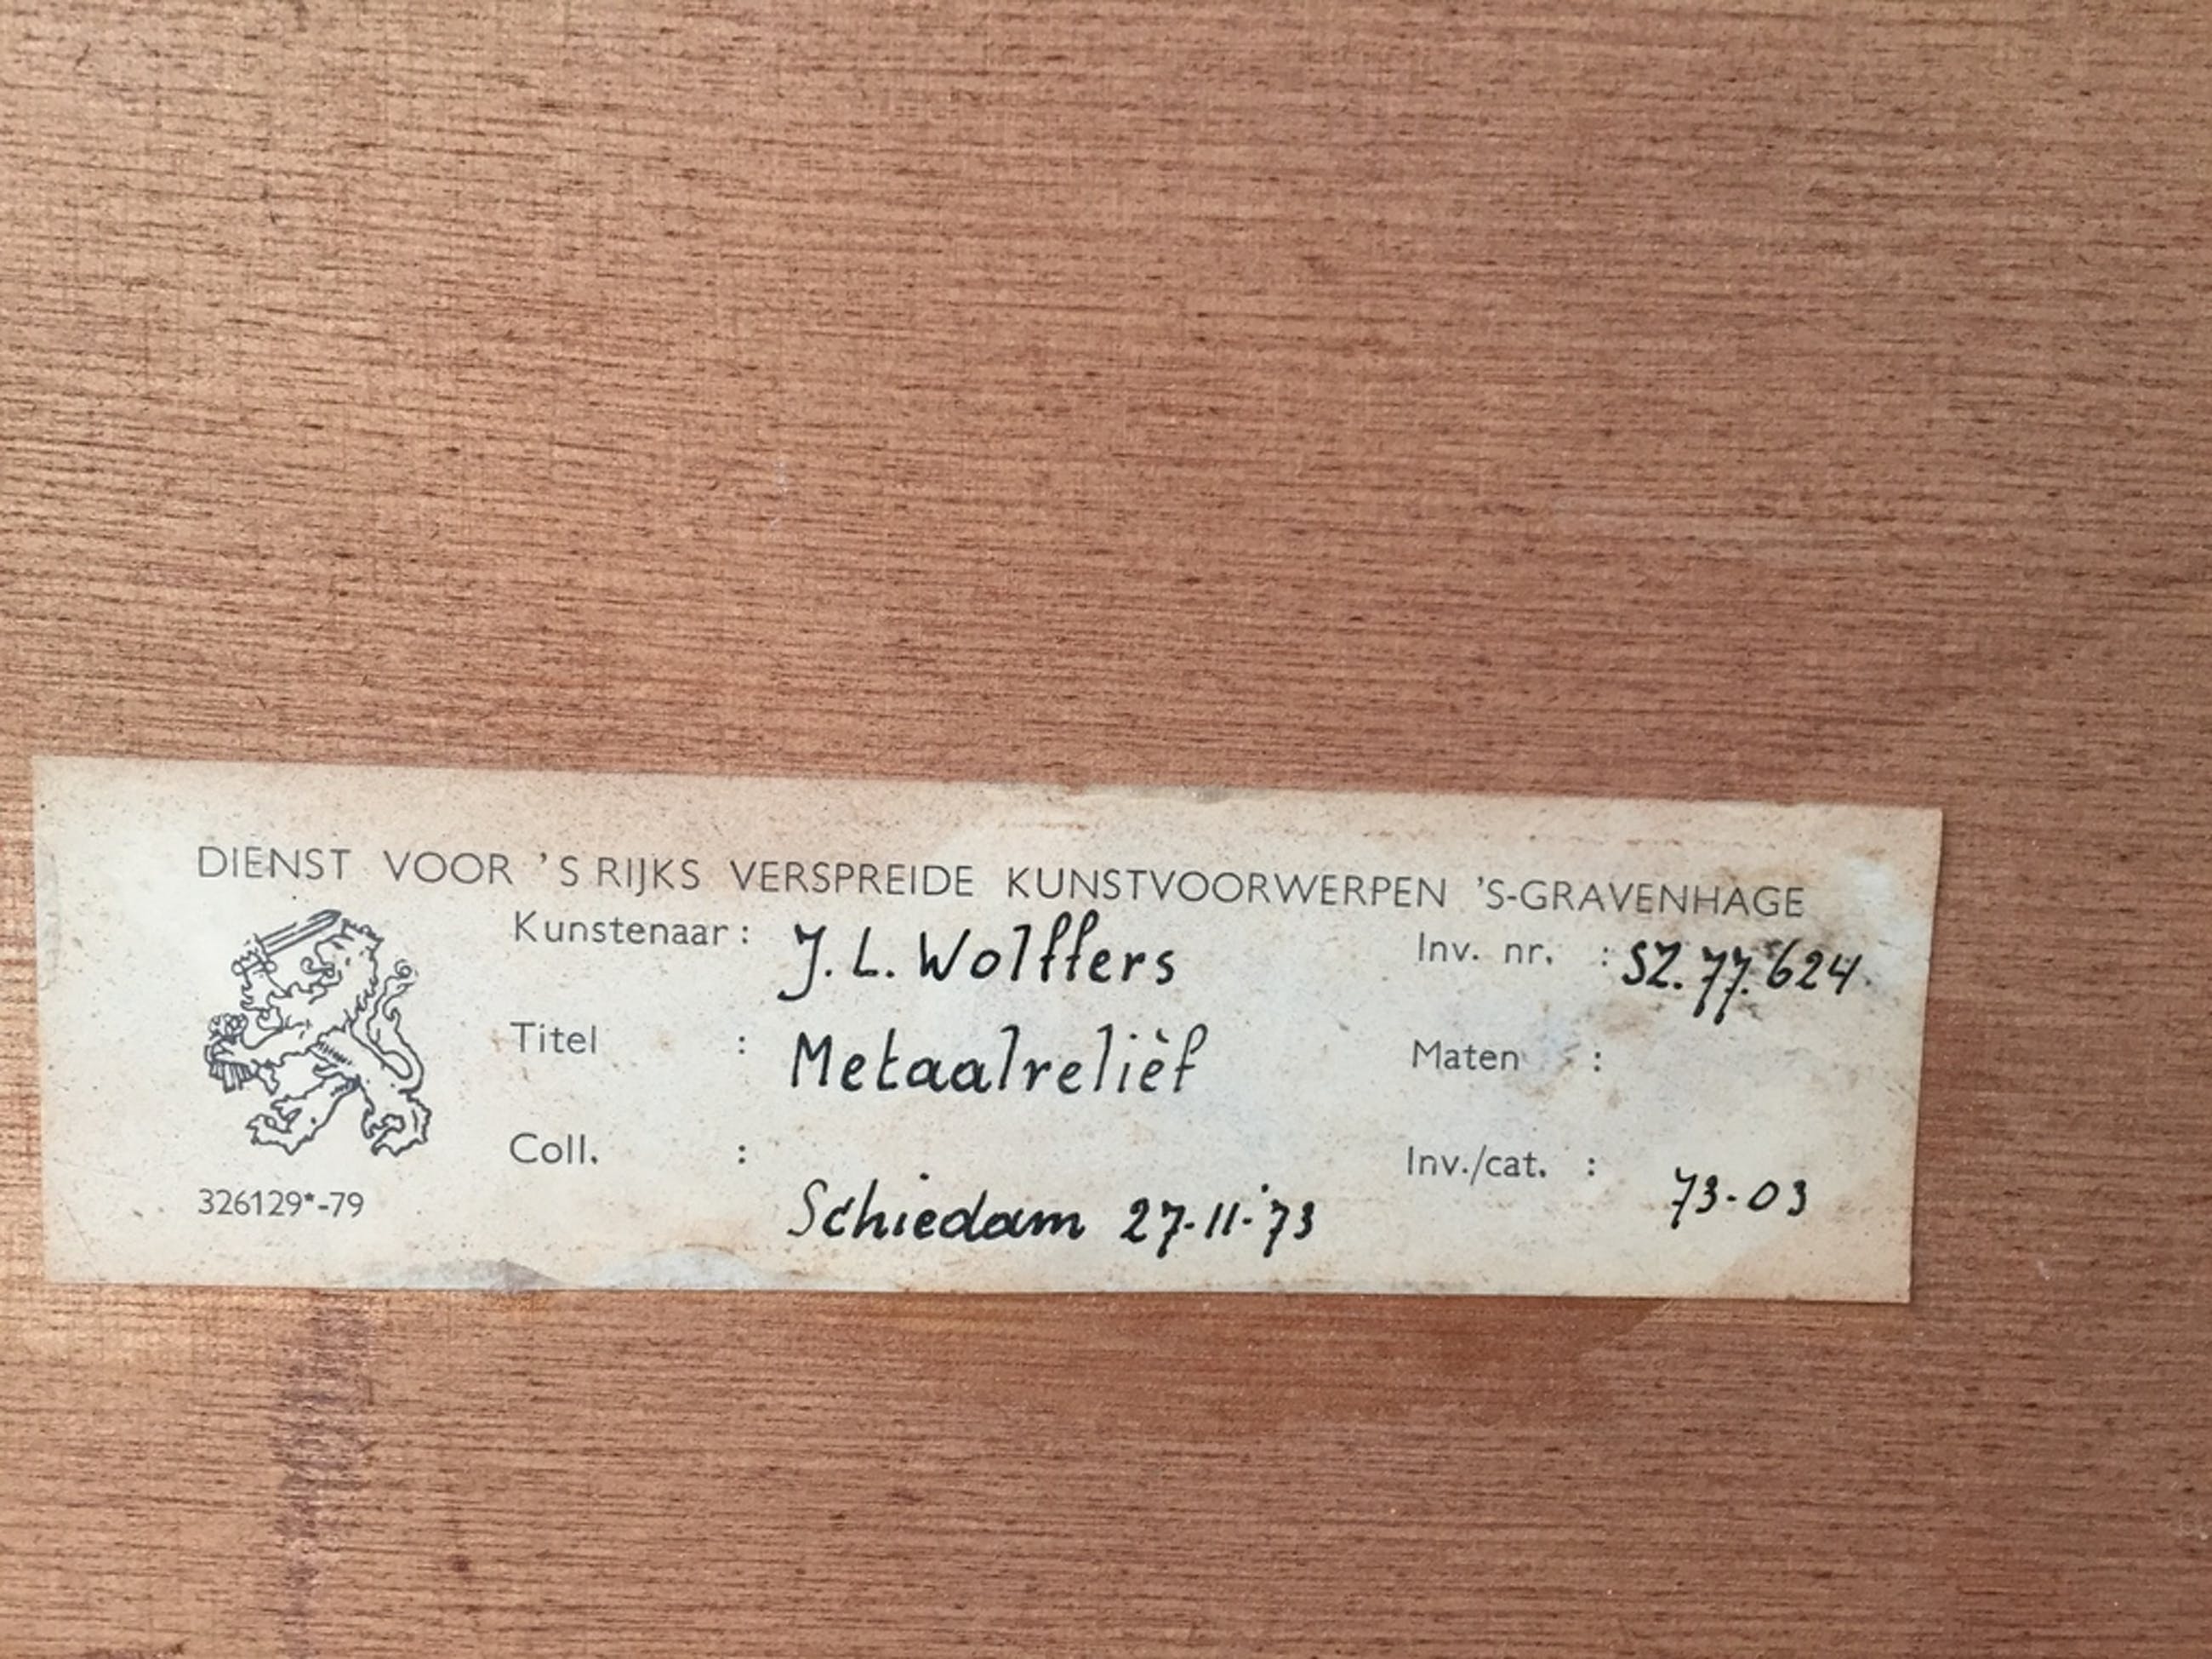 DIENST VOOR 'S RIJKS VERSPREIDE KUNSTVOORWERPEN 'S-GRAVENHAGE
Kunstenaar: J. L. Wolffers Inv. nr. : SZ.77.624.
Titel : Metaalreliëf Maten :
Coll. : Inv./cat. : 73-03
326129*-79 Schiedam 27-11-'73